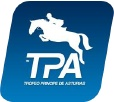 TPA
TROFEO PRINCIPE DE ASTURIAS